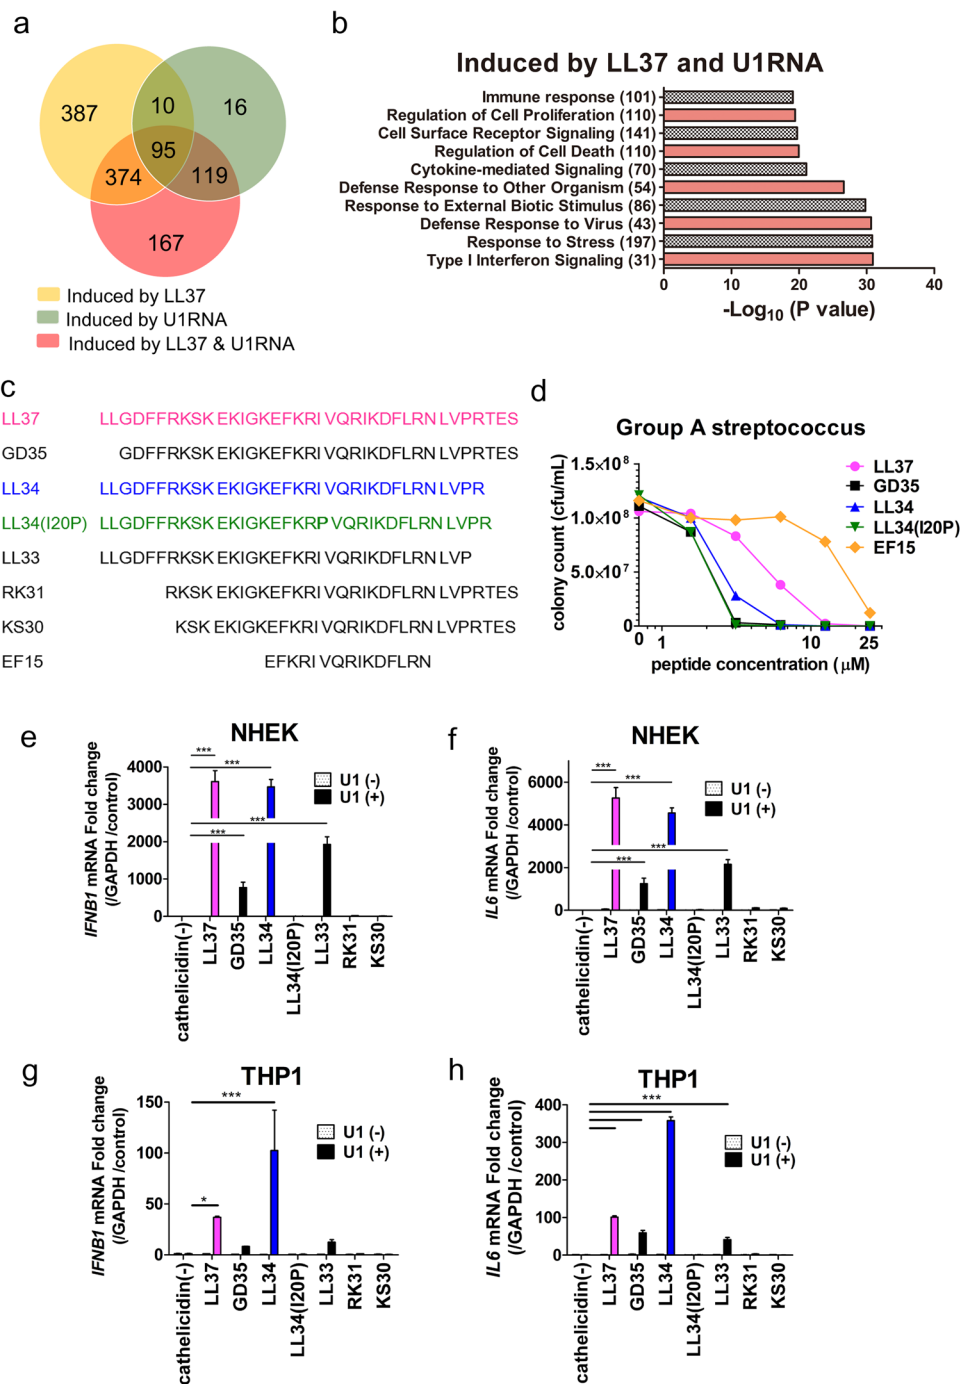 a
387
10
16
95
374
119
167
Induced by LL37
Induced by U1RNA
Induced by LL37 & U1RNA
b
Induced by LL37 and U1RNA
Immune response (101)
Regulation of Cell Proliferation (110)
Cell Surface Receptor Signaling (141)
Regulation of Cell Death (110)
Cytokine-mediated Signaling (70)
Defense Response to Other Organism (54)
Response to External Biotic Stimulus (86)
Defense Response to Virus (43)
Response to Stress (197)
Type I Interferon Signaling (31)
0 10 20 30 40
-Log10 (P value)
c
LL37 LLGDFFRKSK EKIGKEFKRI VQRIKDFLRN LVPRTES
GD35 GDFFRKSK EKIGKEFKRI VQRIKDFLRN LVPRTES
LL34 LLGDFFRKSK EKIGKEFKRI VQRIKDFLRN LVPR
LL34(I20P) LLGDFFRKSK EKIGKEFKRP VQRIKDFLRN LVPR
LL33 LLGDFFRKSK EKIGKEFKRI VQRIKDFLRN LVP
RK31 RKSK EKIGKEFKRI VQRIKDFLRN LVPRTES
KS30 KSK EKIGKEFKRI VQRIKDFLRN LVPRTES
EF15 EFKRI VQRIKDFLRN
d
Group A streptococcus
colony count (cfu/mL)
1.5×10⁸
1.0×10⁸
5.0×10⁷
0
0 1 10 25
peptide concentration (μM)
LL37
GD35
LL34
LL34(I20P)
EF15
e
NHEK
IFNB1 mRNA Fold change
(/GAPDH /control)
4000
3000
2000
1000
0
***
***
***
***
U1 (-)
U1 (+)
cathelicidin(-)
LL37
GD35
LL34
LL34(I20P)
LL33
RK31
KS30
f
NHEK
IL6 mRNA Fold change
(/GAPDH /control)
6000
4000
2000
0
***
***
***
***
U1 (-)
U1 (+)
cathelicidin(-)
LL37
GD35
LL34
LL34(I20P)
LL33
RK31
KS30
g
THP1
IFNB1 mRNA Fold change
(/GAPDH /control)
150
100
50
0
***
*
U1 (-)
U1 (+)
cathelicidin(-)
LL37
GD35
LL34
LL34(I20P)
LL33
RK31
KS30
h
THP1
IL6 mRNA Fold change
(/GAPDH /control)
400
300
200
100
0
***
U1 (-)
U1 (+)
cathelicidin(-)
LL37
GD35
LL34
LL34(I20P)
LL33
RK31
KS30